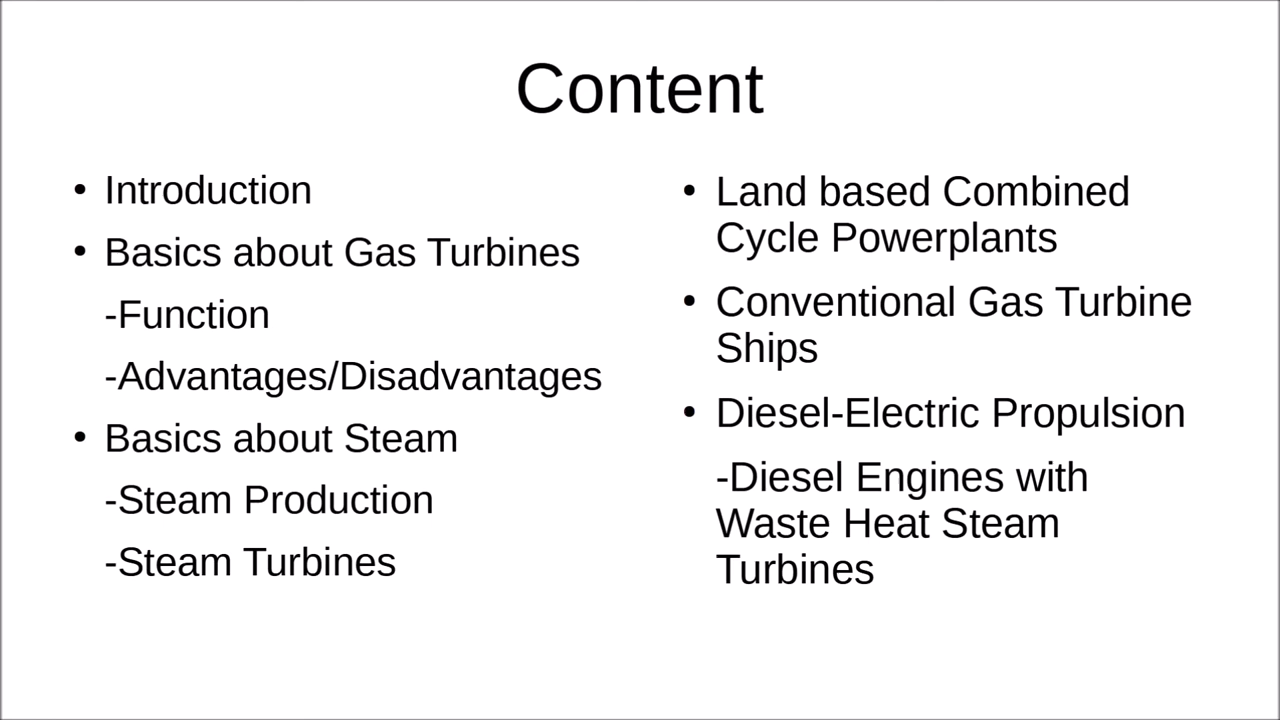 Content
• Introduction
• Basics about Gas Turbines
-Function
-Advantages/Disadvantages
• Basics about Steam
-Steam Production
-Steam Turbines
• Land based Combined
Cycle Powerplants
• Conventional Gas Turbine
Ships
• Diesel-Electric Propulsion
-Diesel Engines with
Waste Heat Steam
Turbines